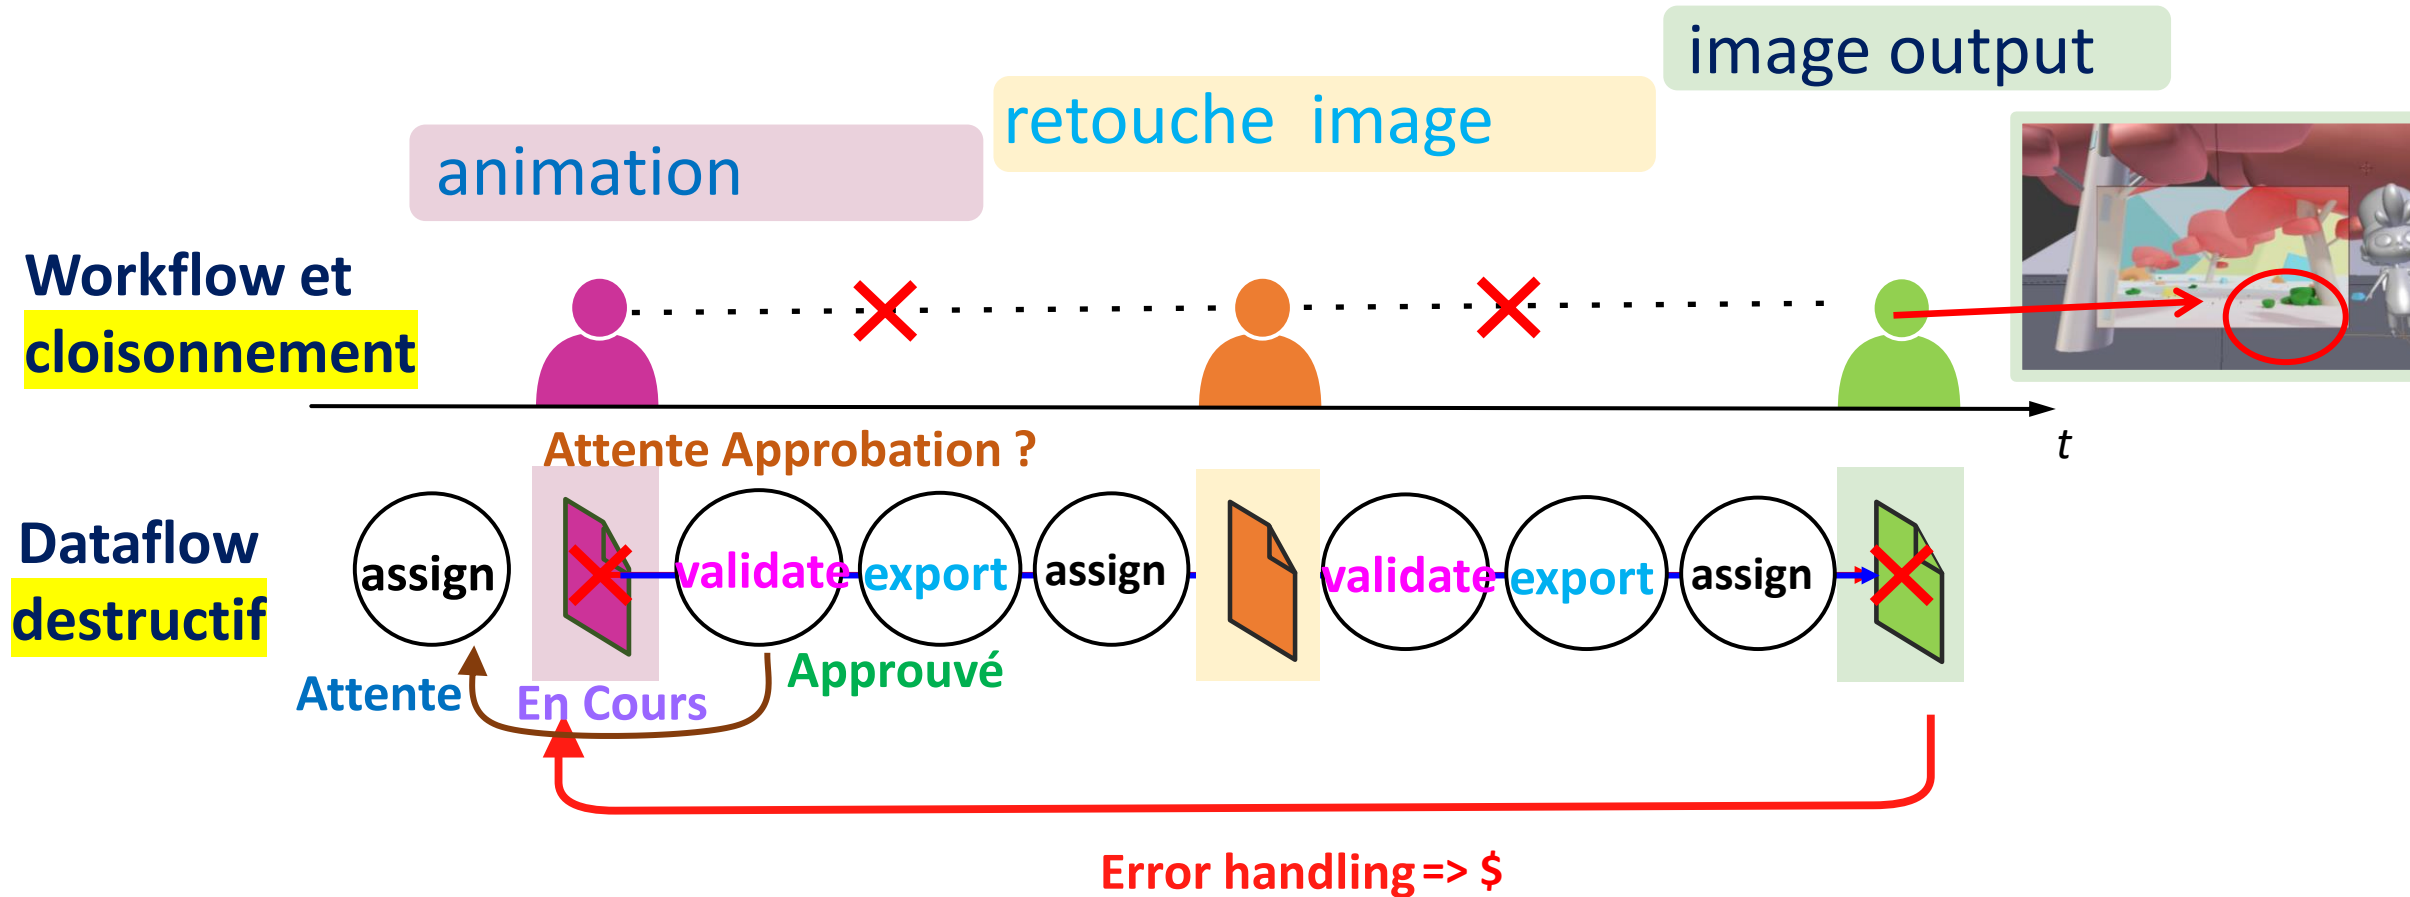 image output
retouche image
animation
Workflow et
cloisonnement
t
Attente Approbation ?
Dataflow
destructif
assign
validate
export
assign
validate
export
assign
Attente
En Cours
Approuvé
Error handling => $